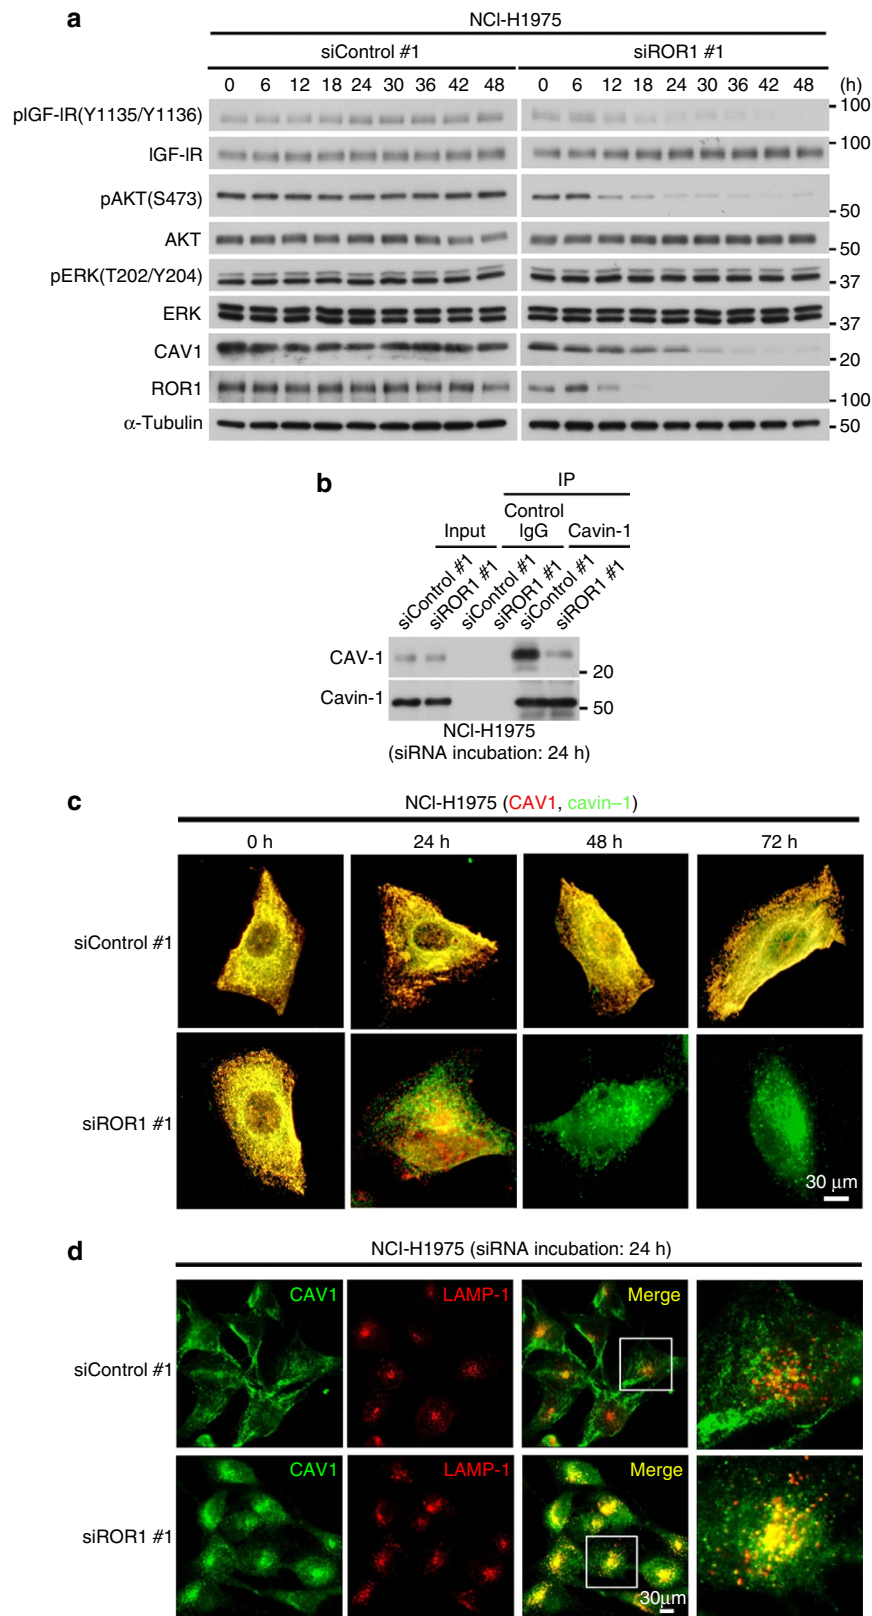 a
NCI-H1975
siControl #1 siROR1 #1
0 6 12 18 24 30 36 42 48 0 6 12 18 24 30 36 42 48 (h)
pIGF-IR(Y1135/Y1136) 100
IGF-IR 100
pAKT(S473) 50
AKT 50
pERK(T202/Y204) 37
ERK 37
CAV1 20
ROR1 100
α-Tubulin 50
b
IP
Control
Input IgG Cavin-1
siControl #1 siROR1 #1 siControl #1 siROR1 #1 siControl #1 siROR1 #1
CAV-1 20
Cavin-1 50
NCI-H1975
(siRNA incubation: 24 h)
c
NCI-H1975 (CAV1, cavin–1)
0 h 24 h 48 h 72 h
siControl #1
siROR1 #1
30 μm
d
NCI-H1975 (siRNA incubation: 24 h)
CAV1 LAMP-1 Merge
siControl #1
CAV1 LAMP-1 Merge
siROR1 #1
30μm